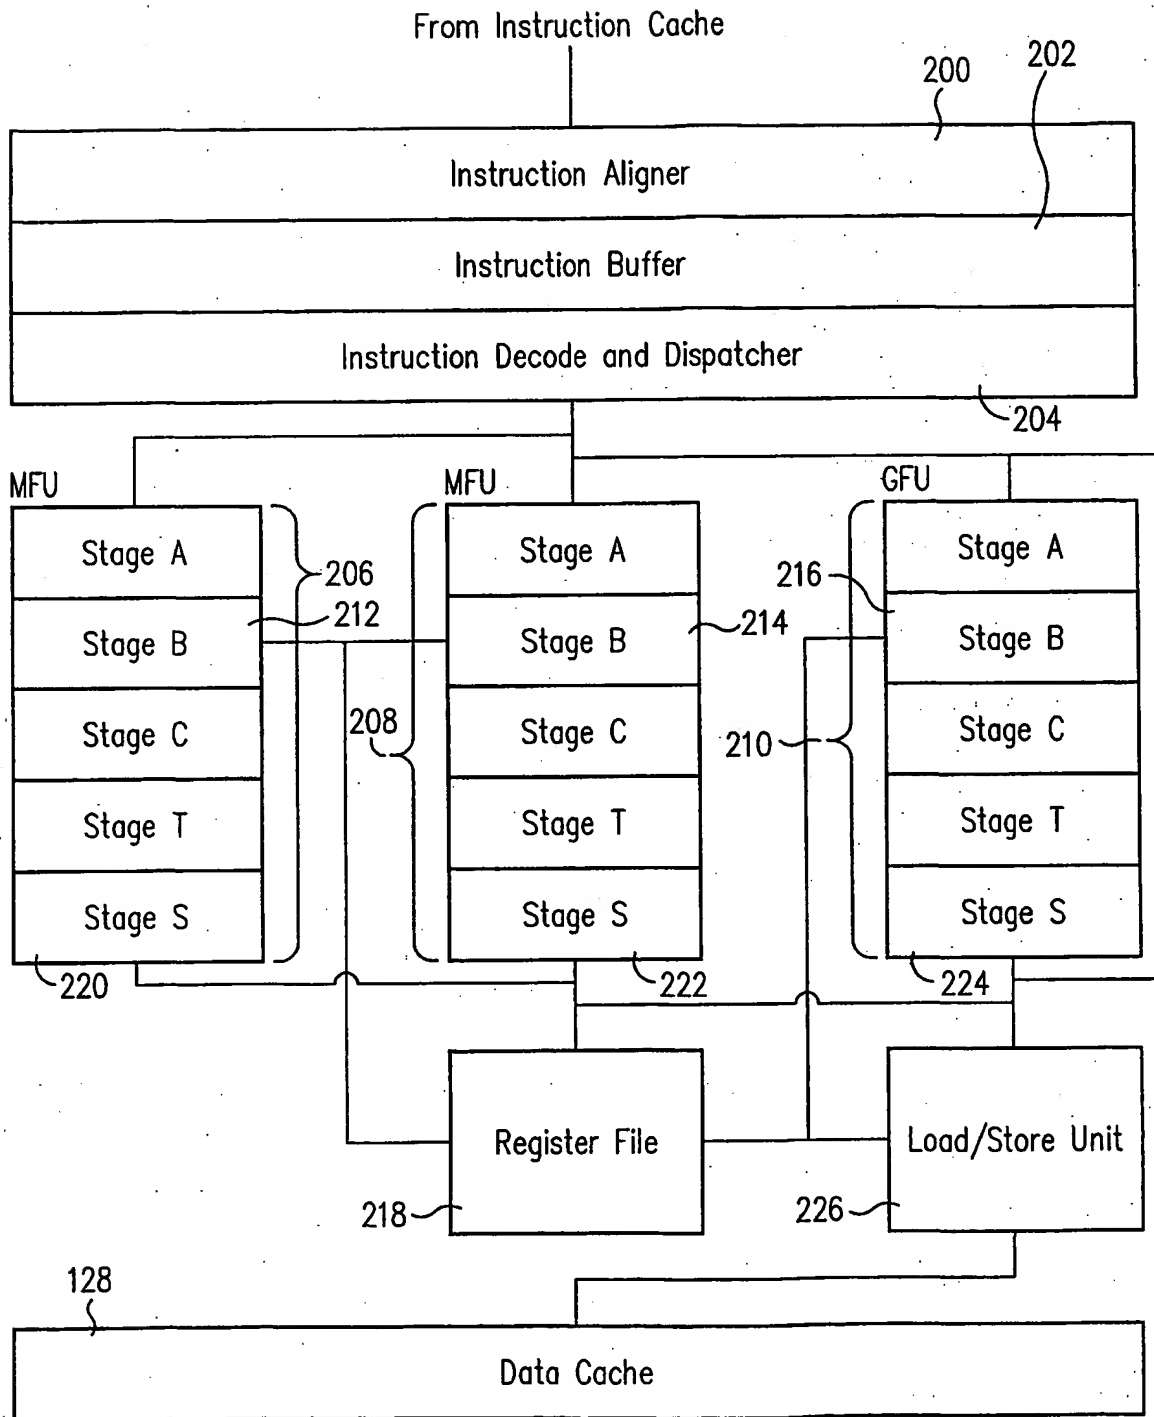 From Instruction Cache
200
202
Instruction Aligner
Instruction Buffer
Instruction Decode and Dispatcher
204
MFU
MFU
GFU
Stage A
Stage B
Stage C
Stage T
Stage S
206
212
220
208
Stage A
Stage B
Stage C
Stage T
Stage S
214
222
216
210
Stage A
Stage B
Stage C
Stage T
Stage S
224
Register File
218
Load/Store Unit
226
128
Data Cache